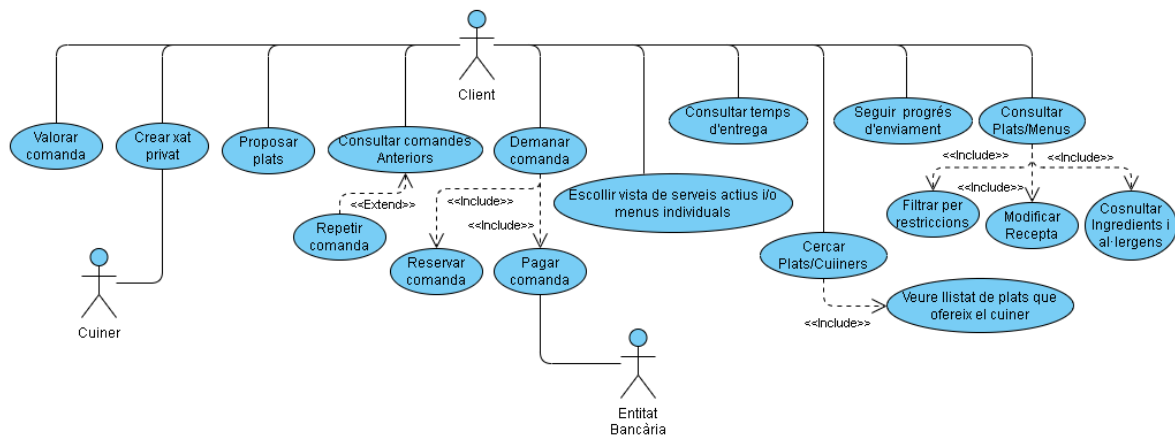 Client
Valorar
comanda
Crear xat
privat
Proposar
plats
Consultar comandes
Anteriors
Demanar
comanda
Consultar temps
d'entrega
Seguir progrés
d'enviament
Consultar
Plats/Menus
<<Extend>>
<<Include>>
<<Include>>
Escollir vista de serveis actius i/o
menus individuals
<<Include>>
<<Include>>
<<Include>>
Repetir
comanda
Reservar
comanda
Pagar
comanda
Cercar
Plats/Cuiiners
Filtrar per
restriccions
Modificar
Recepta
Cosnultar
Ingredients i
al·lergens
Cuiner
<<Include>>
Veure llistat de plats que
ofereix el cuiner
Entitat
Bancària